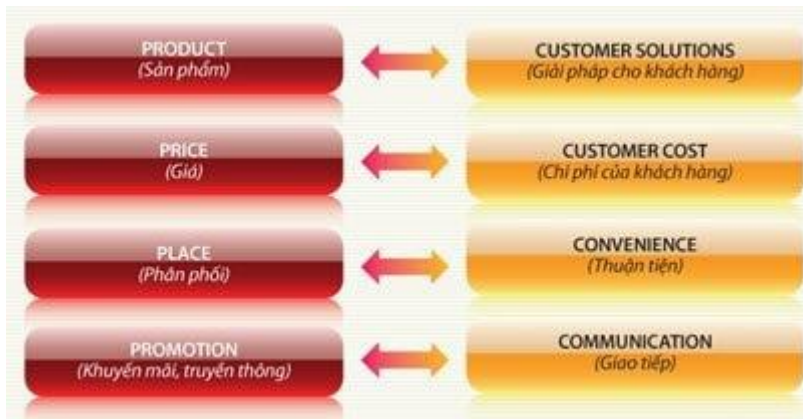 PRODUCT
(Sản phẩm)
CUSTOMER SOLUTIONS
(Giải pháp cho khách hàng)
PRICE
(Giá)
CUSTOMER COST
(Chi phí của khách hàng)
PLACE
(Phân phối)
CONVENIENCE
(Thuận tiện)
PROMOTION
(Khuyến mãi, truyền thông)
COMMUNICATION
(Giao tiếp)